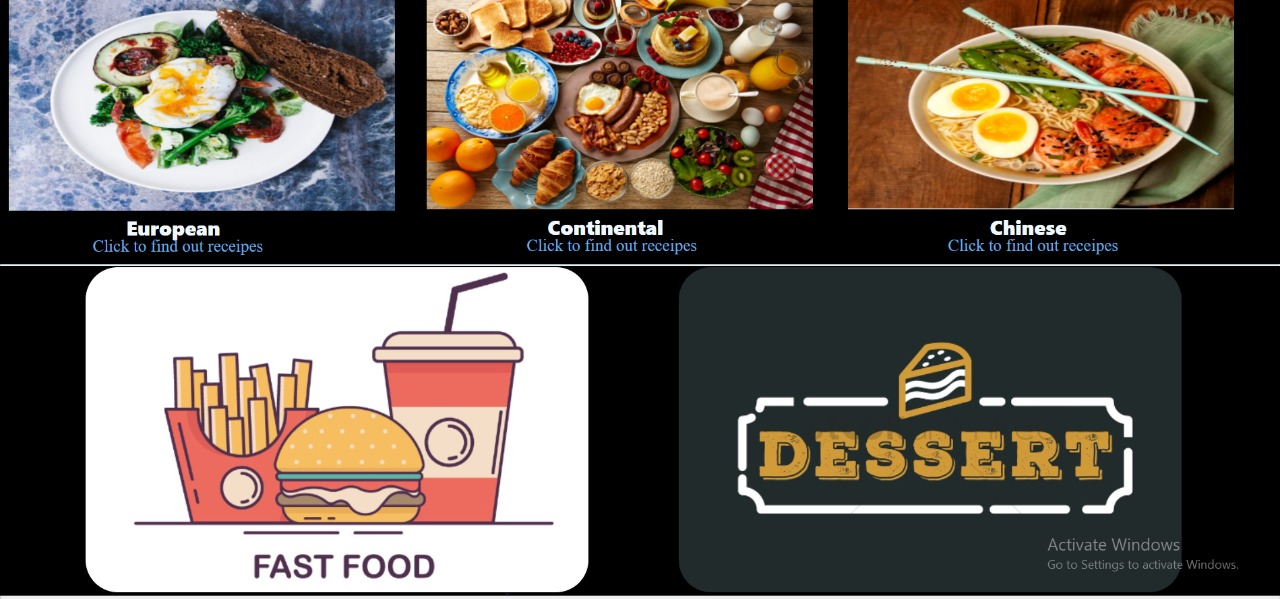 European
Click to find out receipes
Continental
Click to find out receipes
Chinese
Click to find out receipes
FAST FOOD
DESSERT
Activate Windows
Go to Settings to activate Windows.